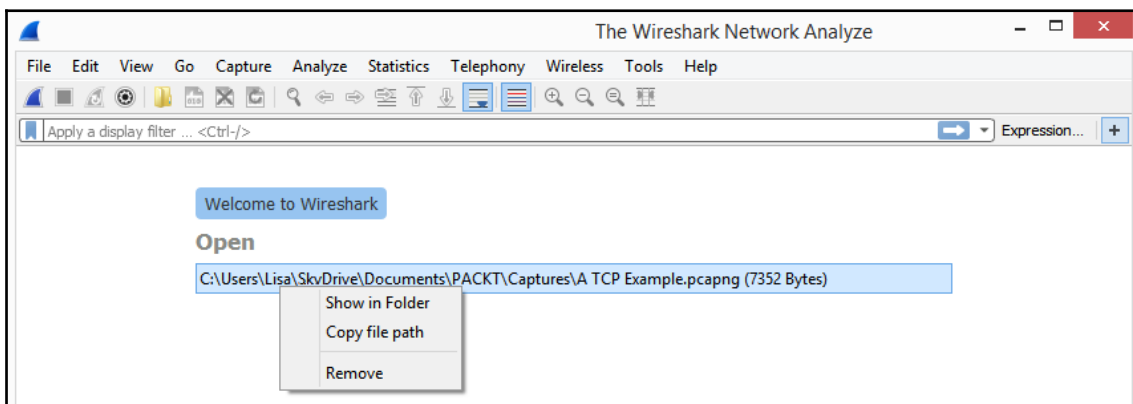 The Wireshark Network Analyze
File Edit View Go Capture Analyze Statistics Telephony Wireless Tools Help
Apply a display filter ... <Ctrl-/> Expression... +
Welcome to Wireshark
Open
C:\Users\Lisa\SkyDrive\Documents\PACKT\Captures\A TCP Example.pcapng (7352 Bytes)
Show in Folder
Copy file path
Remove